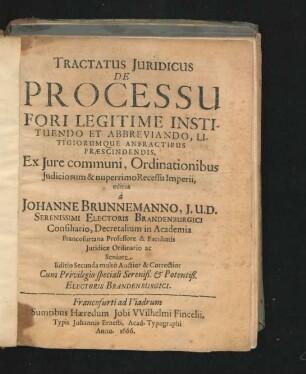 TRACTATUS JURIDICUS
DE
PROCESSU
FORI LEGITIME INSTI-
TUENDO ET ABBREVIANDO, LI-
TIGIORUMQUE ANFRACTIBUS
PRÆSCINDENDIS,
Ex Jure communi, Ordinationibus
Judiciorum & nuperrimo Recessu Imperii,
editus
à
JOHANNE BRUNNEMANNO, J.U.D.
SERENISSIMI ELECTORIS BRANDENBURGICI
Consiliario, Decretalium in Academia
Francofurtana Professore & Facultatis
Juridicæ Ordinario ac
Seniore.
Editio Secunda multò Auctior & Correctior
Cum Privilegio speciali Sereniss. & Potentiss.
ELECTORIS BRANDENBURGICI.
Francofurti ad Viadrum
Sumtibus Hæredum Jobi VVilhelmi Fincelii,
Typis Johannis Ernesti, Acad. Typographi
Anno. 1666.